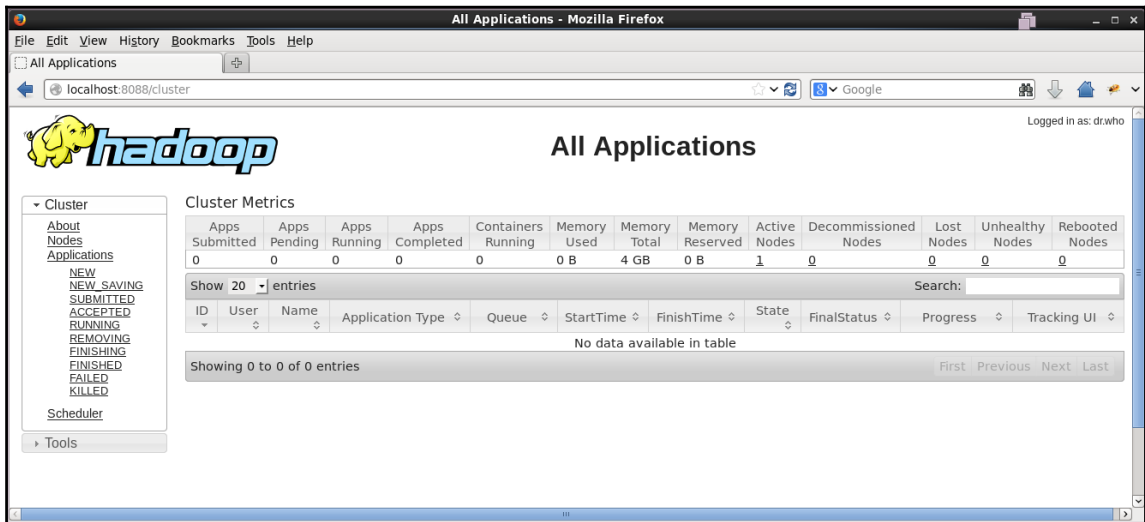 All Applications - Mozilla Firefox
File Edit View History Bookmarks Tools Help
All Applications
localhost:8088/cluster
Google
Logged in as: dr.who
hadoop
All Applications
Cluster
About
Nodes
Applications
NEW
NEW_SAVING
SUBMITTED
ACCEPTED
RUNNING
REMOVING
FINISHING
FINISHED
FAILED
KILLED
Scheduler
Tools
Cluster Metrics
Apps Submitted Apps Pending Apps Running Apps Completed Containers Running Memory Used Memory Total Memory Reserved Active Nodes Decommissioned Nodes Lost Nodes Unhealthy Nodes Rebooted Nodes
0 0 0 0 0 0 B 4 GB 0 B 1 0 0 0 0
Show 20 entries Search:
ID User Name Application Type Queue StartTime FinishTime State FinalStatus Progress Tracking UI
No data available in table
Showing 0 to 0 of 0 entries First Previous Next Last